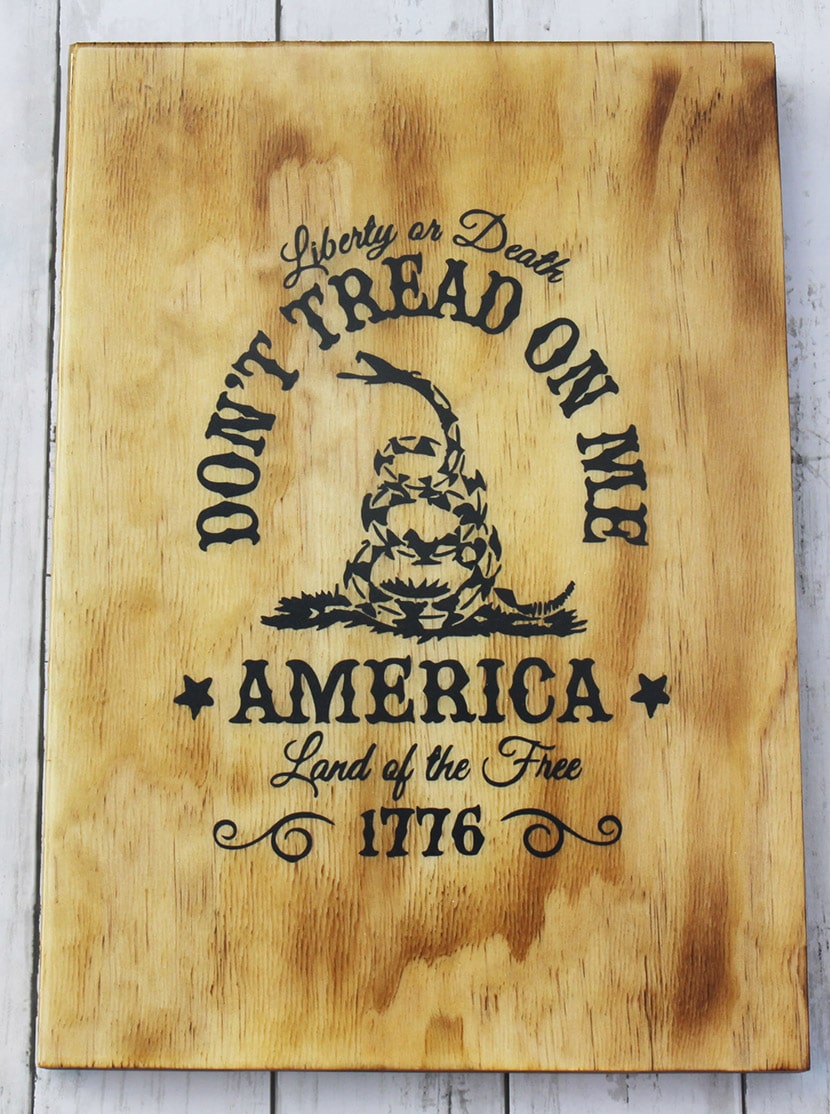 Liberty or Death
DON'T TREAD ON ME
AMERICA
Land of the Free
1776